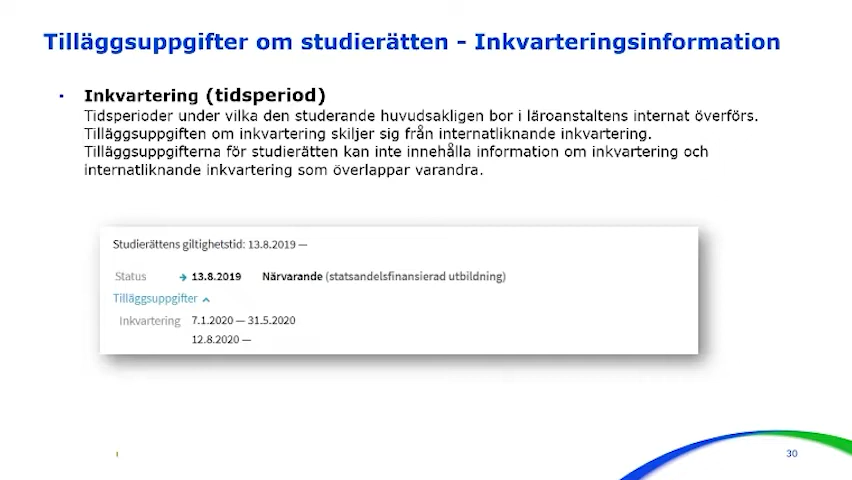 Tilläggsuppgifter om studierätten - Inkvarteringsinformation
• Inkvartering (tidsperiod)
Tidsperioder under vilka den studerande huvudsakligen bor i läroanstaltens internat överförs.
Tilläggsuppgiften om inkvartering skiljer sig från internatliknande inkvartering.
Tilläggsuppgifterna för studierätten kan inte innehålla information om inkvartering och
internatliknande inkvartering som överlappar varandra.
Studierättens giltighetstid: 13.8.2019 —
Status → 13.8.2019 Närvarande (statsandelsfinansierad utbildning)
Tilläggsuppgifter
Inkvartering 7.1.2020 — 31.5.2020
12.8.2020 —
30